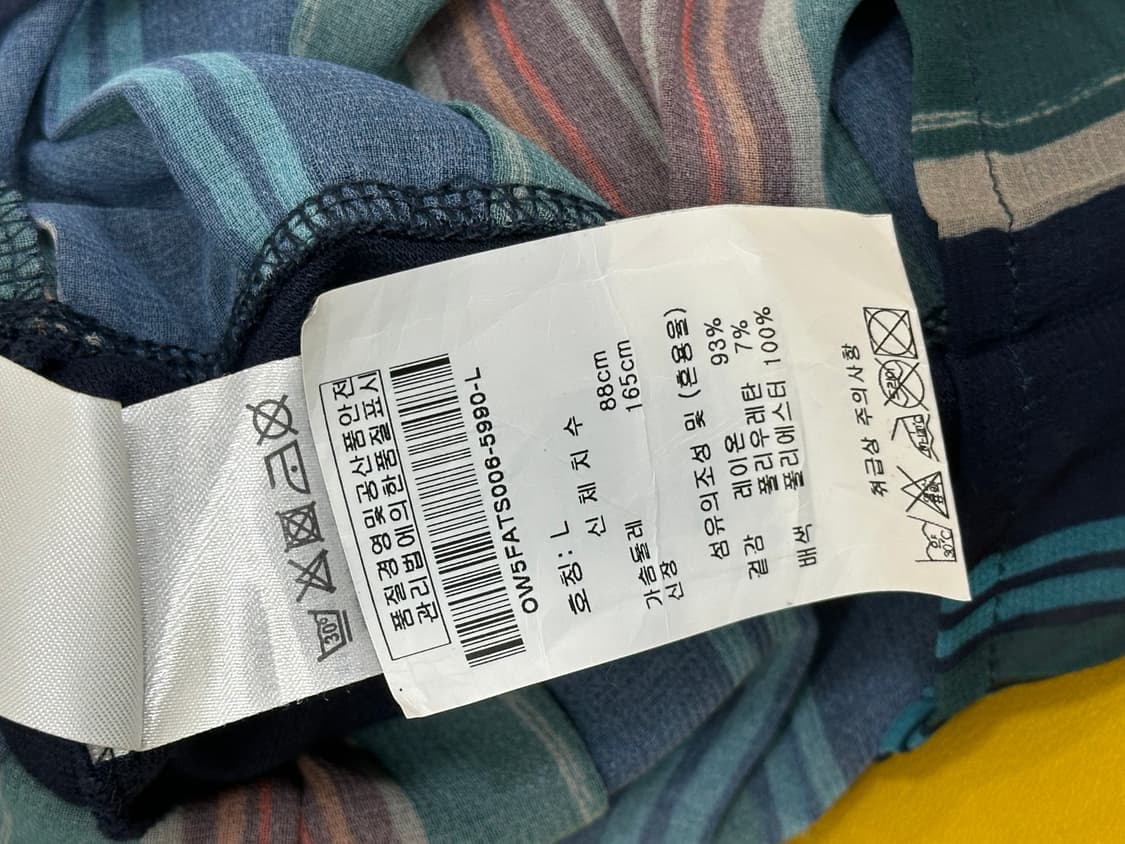 30°
품질경영및공산품안전
관리법에의한품질표시
OW5FATS006-5990-L
호칭: L
신 체 치 수
가슴둘레 88cm
신장 165cm
섬유의조성 및 (혼용율)
겉감 레이온 93%
폴리우레탄 7%
배색 폴리에스터 100%
취급상 주의사항
약
30℃